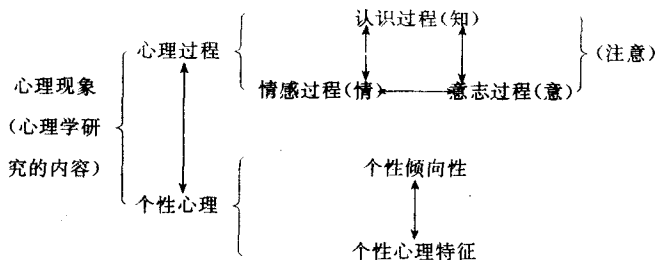 认识过程(知)
心理过程
(注意)
心理现象
情感过程(情)
意志过程(意)
(心理学研
究的内容)
个性倾向性
个性心理
个性心理特征